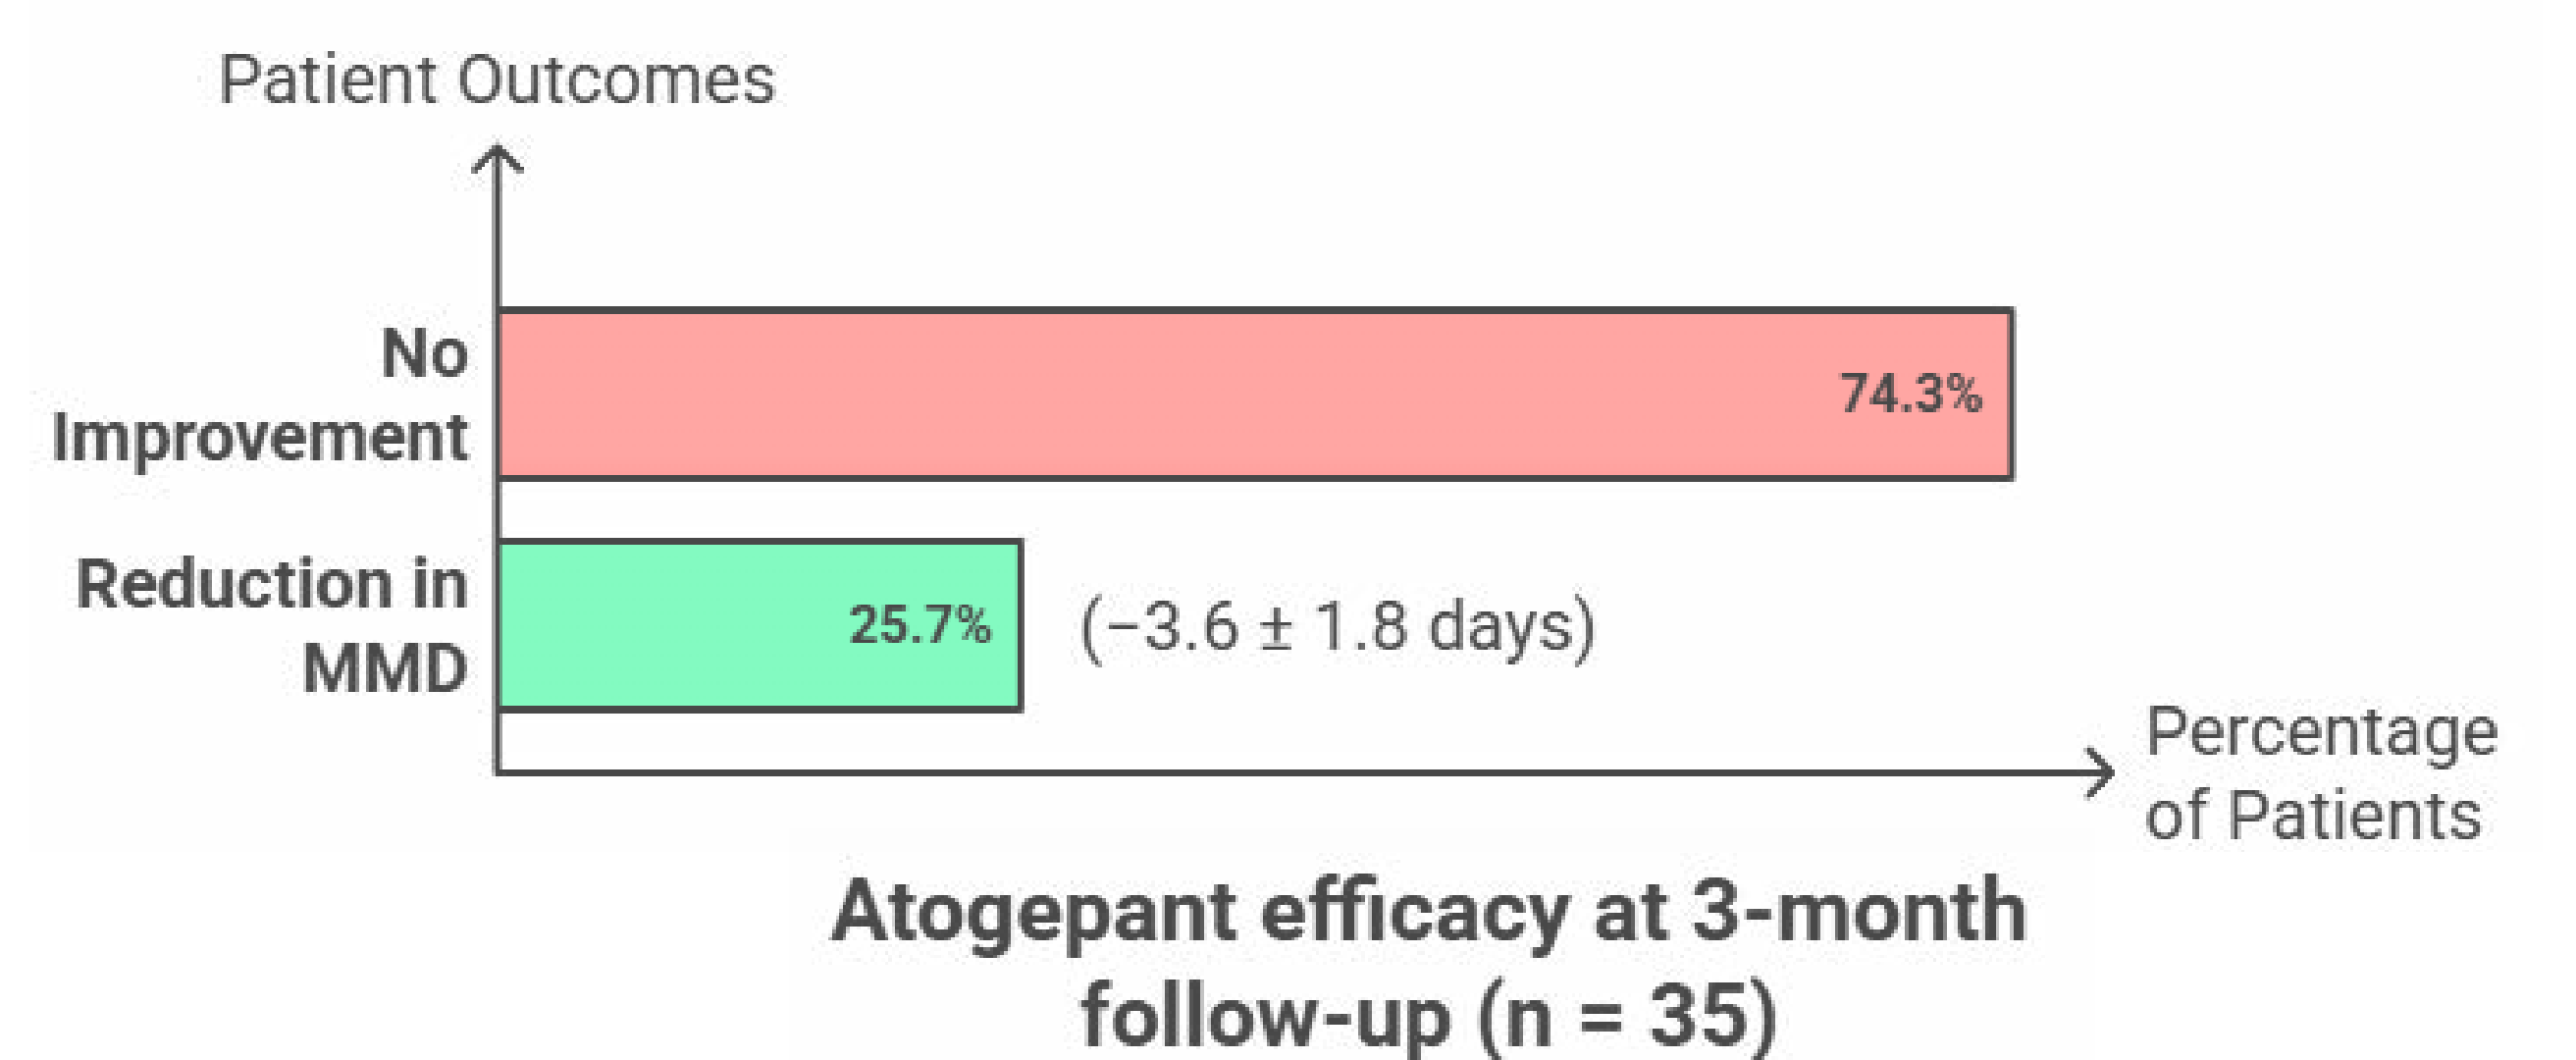 Patient Outcomes
No
Improvement
74.3%
Reduction in
MMD
25.7%
(−3.6 ± 1.8 days)
Percentage
of Patients
Atogepant efficacy at 3-month
follow-up (n = 35)